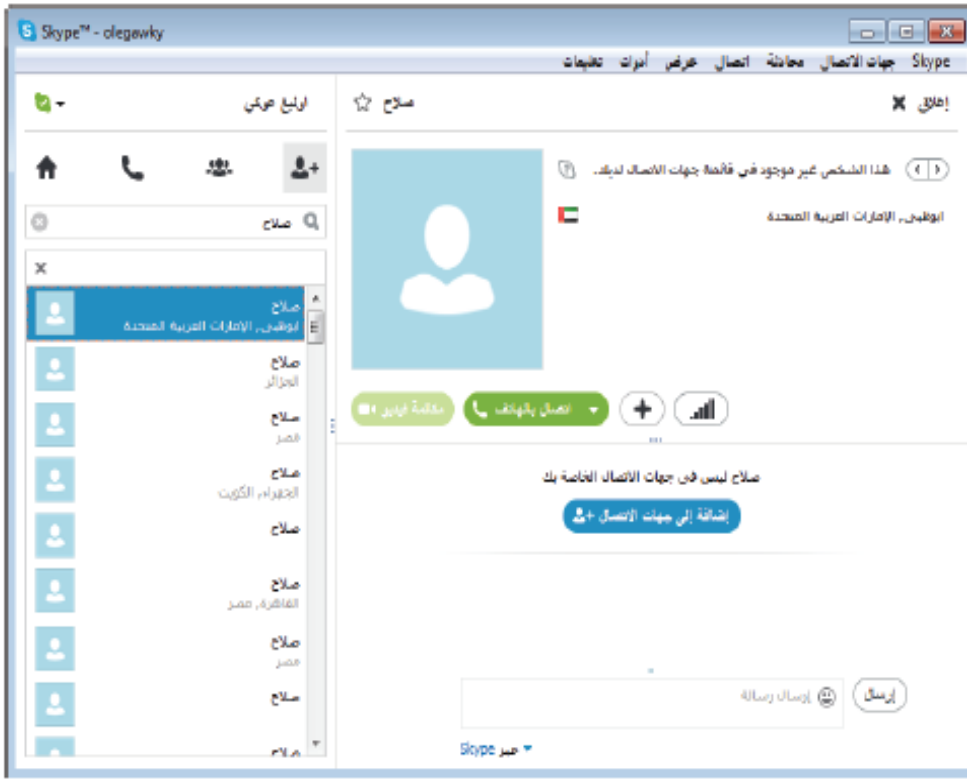 Skype™ - olegawky
Skype جهات الاتصال محادثة اتصال عرض أدوات تعليمات
اوليغ عوكي
صلاح
إغلاق
صلاح
هذا الشخص غير موجود في قائمة جهات الاتصال لديك.
ابوظبي, الإمارات العربية المتحدة
صلاح
ابوظبي, الإمارات العربية المتحدة
صلاح
الجزائر
صلاح
مصر
صلاح
الجهراء, الكويت
صلاح
صلاح
القاهرة, مصر
صلاح
مصر
صلاح
صلاح
اتصال بالهاتف
مكالمة فيديو
صلاح ليس في جهات الاتصال الخاصة بك
إضافة إلى جهات الاتصال
إرسال
إرسال رسالة
عبر Skype